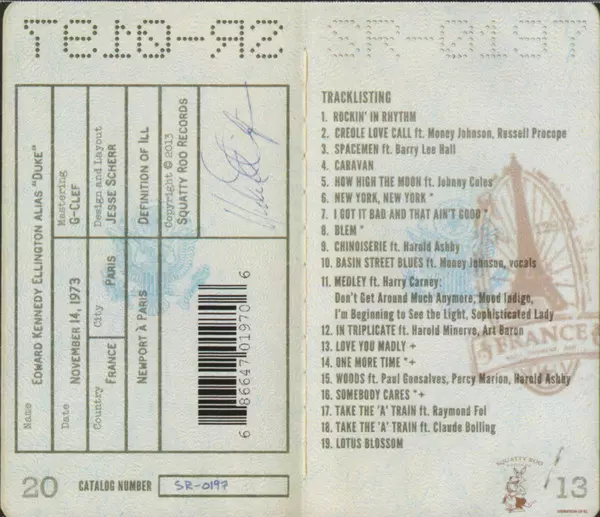 SR-0197
Name
EDWARD KENNEDY ELLINGTON ALIAS "DUKE"
Date
NOVEMBER 14, 1973
Mastering
G-CLEF
Country
FRANCE
City
PARIS
Design and Layout
JESSE SCHERR
NEWPORT À PARIS
DEFINITION OF ILL
Copyright © 2013
SQUATTY ROO RECORDS
6 86647 01970 6
20
CATALOG NUMBER
SR-0197
SR-0197
TRACKLISTING
1. ROCKIN' IN RHYTHM
2. CREOLE LOVE CALL ft. Money Johnson, Russell Procope
3. SPACEMEN ft. Barry Lee Hall
4. CARAVAN
5. HOW HIGH THE MOON ft. Johnny Coles
6. NEW YORK, NEW YORK *
7. I GOT IT BAD AND THAT AIN'T GOOD *
8. BLEM *
9. CHINOISERIE ft. Harold Ashby
10. BASIN STREET BLUES ft. Money Johnson, vocals
11. MEDLEY ft. Harry Carney:
Don't Get Around Much Anymore, Mood Indigo,
I'm Beginning to See the Light, Sophisticated Lady
12. IN TRIPLICATE ft. Harold Minerve, Art Baron
13. LOVE YOU MADLY +
14. ONE MORE TIME *+
15. WOODS ft. Paul Gonsalves, Percy Marion, Harold Ashby
16. SOMEBODY CARES *+
17. TAKE THE 'A' TRAIN ft. Raymond Fol
18. TAKE THE 'A' TRAIN ft. Claude Bolling
19. LOTUS BLOSSOM
FRANCE
SQUATTY ROO
13